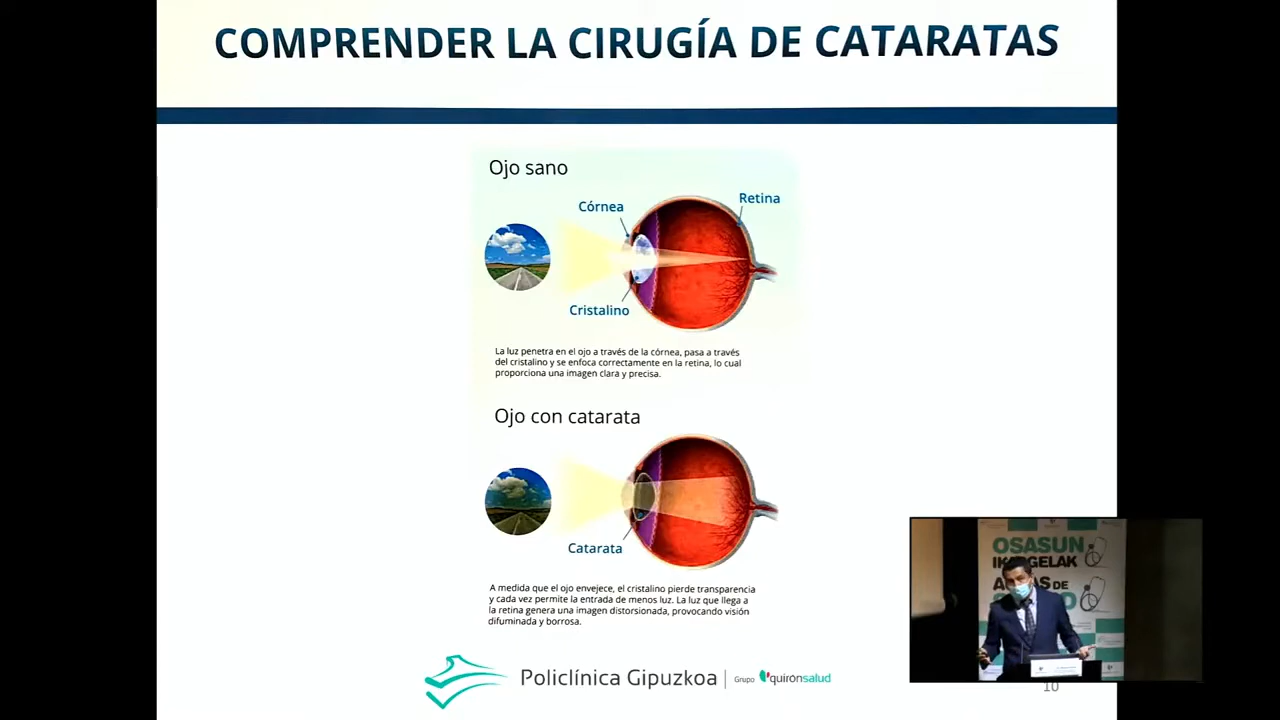 COMPRENDER LA CIRUGÍA DE CATARATAS
Ojo sano
Córnea
Retina
Cristalino
La luz penetra en el ojo a través de la córnea, pasa a través
del cristalino y se enfoca correctamente en la retina, lo cual
proporciona una imagen clara y precisa.
Ojo con catarata
Catarata
A medida que el ojo envejece, el cristalino pierde transparencia
y cada vez permite la entrada de menos luz. La luz que llega a
la retina genera una imagen distorsionada, provocando visión
difuminada y borrosa.
Policlínica Gipuzkoa
Grupo quirónsalud
10
OSASUN
DE